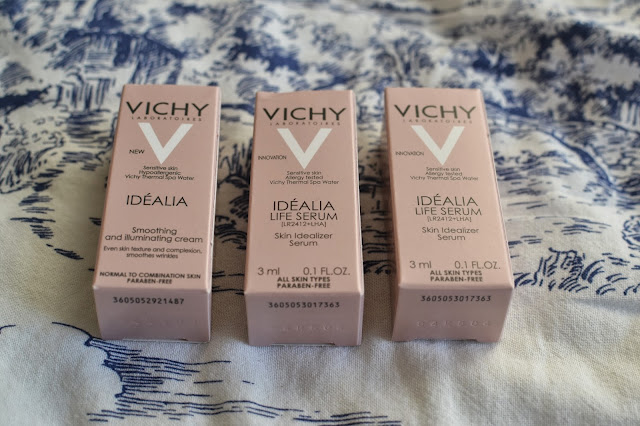 VICHY
LABORATOIRES
NEW
Sensitive skin
Hypoallergenic
Vichy Thermal Spa Water
IDÉALIA
Smoothing
and illuminating cream
Even skin texture and complexion,
smoothes wrinkles
NORMAL TO COMBINATION SKIN
PARABEN-FREE
3605052921487
VICHY
LABORATOIRES
INNOVATION
Sensitive skin
Allergy tested
Vichy Thermal Spa Water
IDÉALIA
LIFE SERUM
[LR2412+LHA]
Skin Idealizer
Serum
3 ml 0.1 FL.OZ.
ALL SKIN TYPES
PARABEN-FREE
3605053017363
VICHY
LABORATOIRES
INNOVATION
Sensitive skin
Allergy tested
Vichy Thermal Spa Water
IDÉALIA
LIFE SERUM
[LR2412+LHA]
Skin Idealizer
Serum
3 ml 0.1 FL.OZ.
ALL SKIN TYPES
PARABEN-FREE
3605053017363